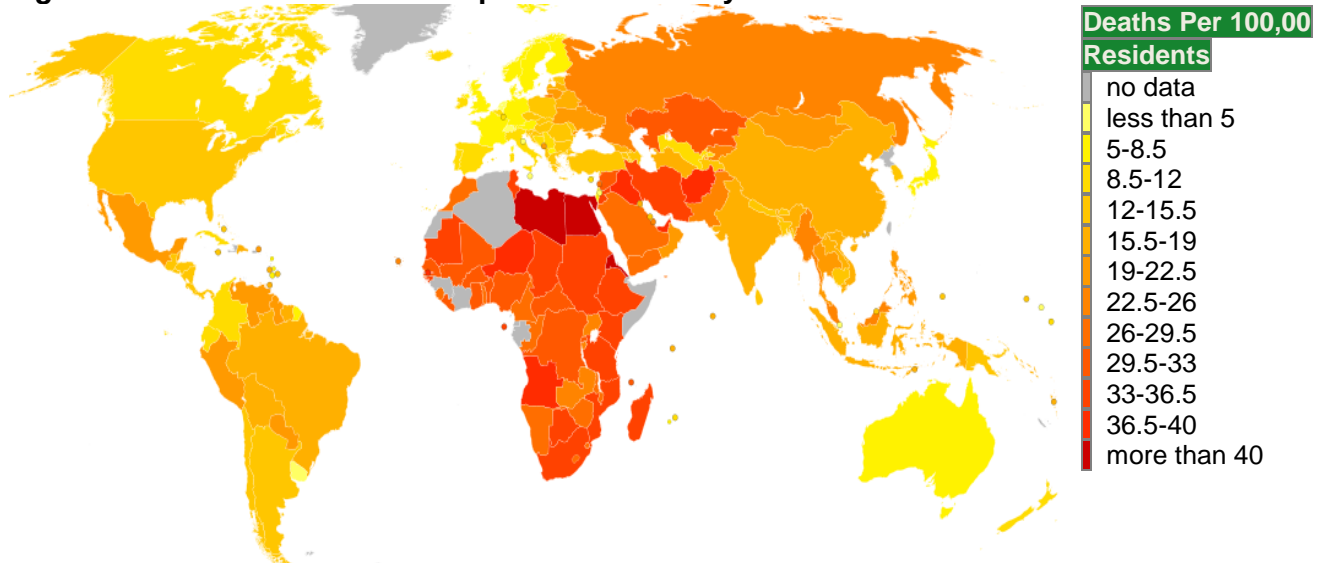 Deaths Per 100,00
Residents
no data
less than 5
5-8.5
8.5-12
12-15.5
15.5-19
19-22.5
22.5-26
26-29.5
29.5-33
33-36.5
36.5-40
more than 40